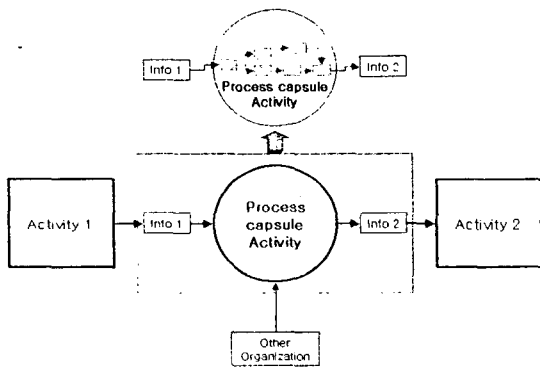 Info 1
Info 2
Process capsule
Activity
Activity 1
Info 1
Process
capsule
Activity
Info 2
Activity 2
Other
Organization